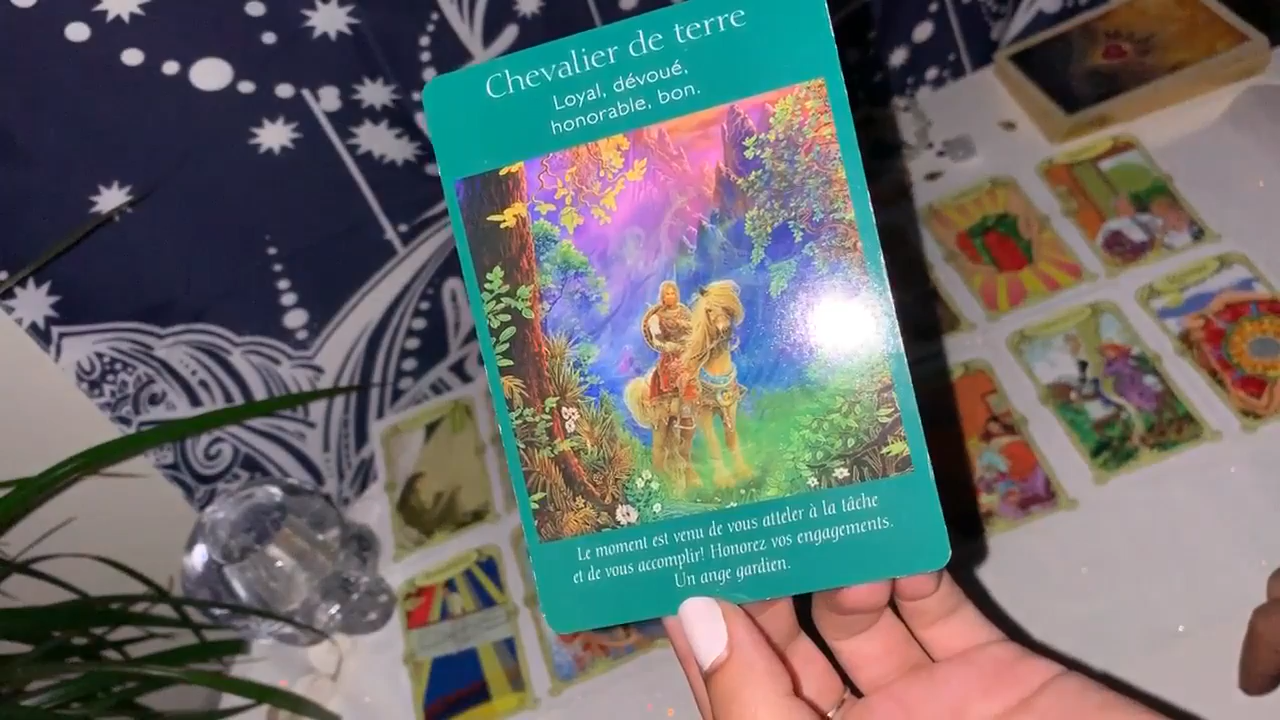 Chevalier de terre
Loyal, dévoué,
honorable, bon.
Le moment est venu de vous atteler à la tâche
et de vous accomplir! Honorez vos engagements.
Un ange gardien.